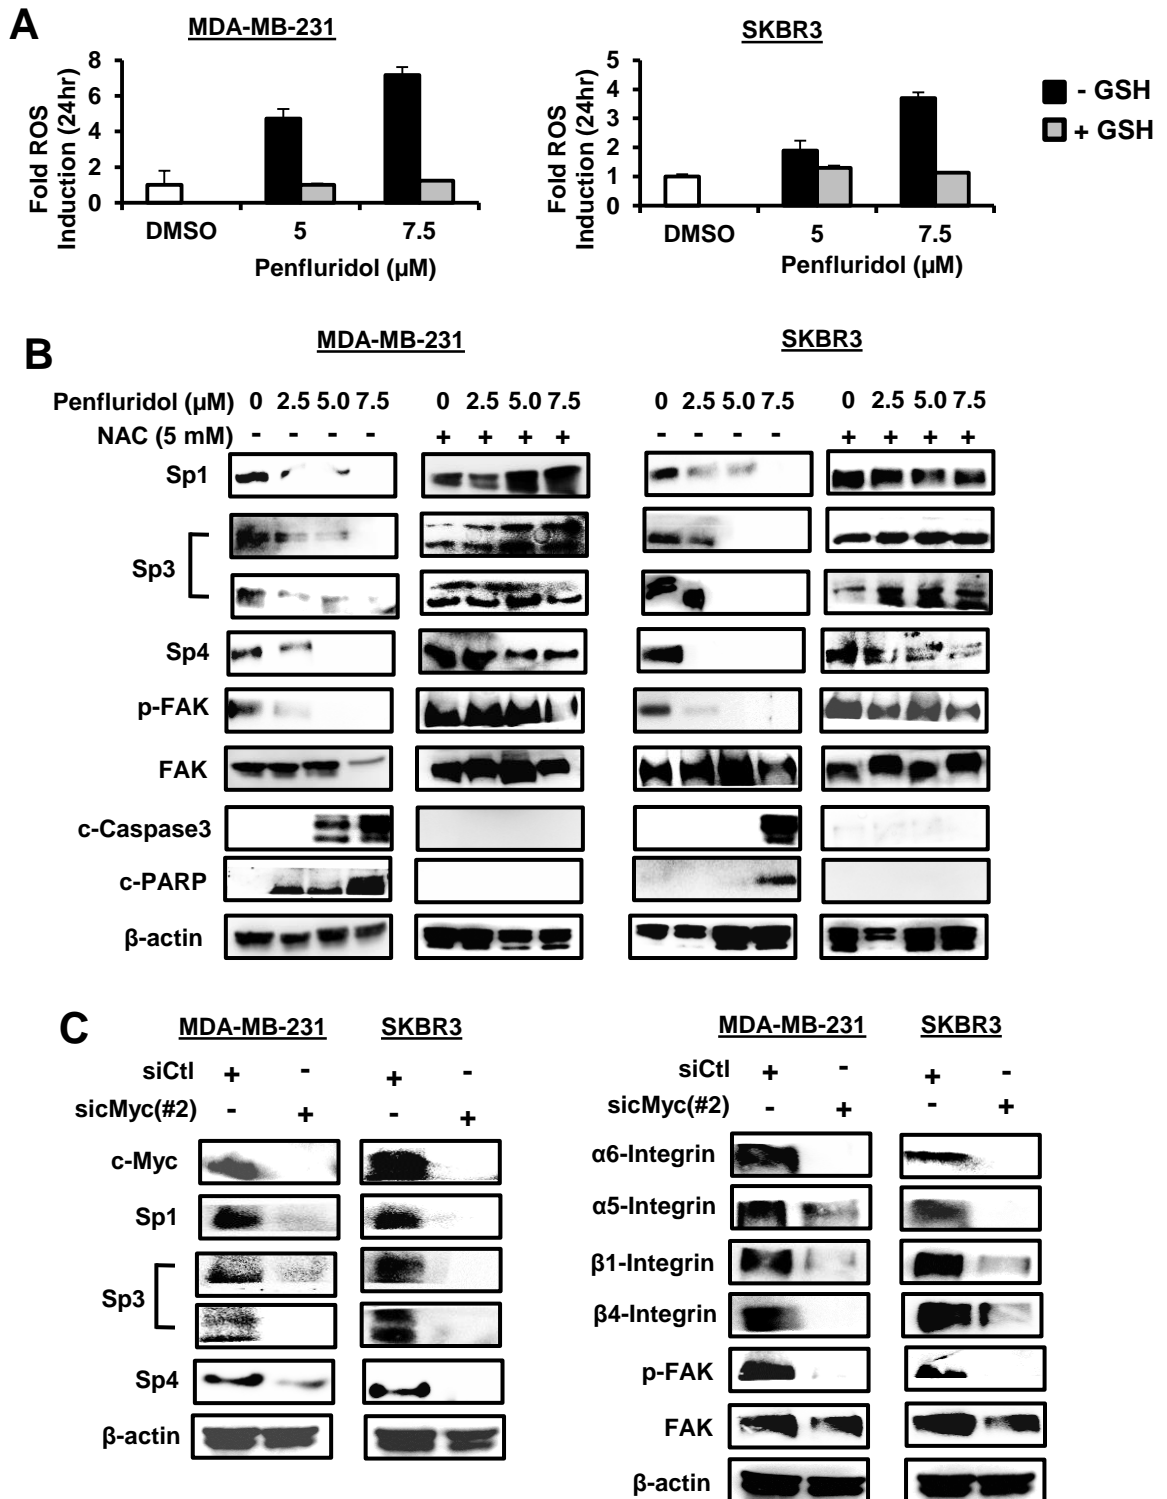 A
MDA-MB-231
SKBR3
Fold ROS
Induction (24hr)
8
6
4
2
0
DMSO
5
7.5
Penfluridol (µM)
Fold ROS
Induction (24hr)
5
4
3
2
1
0
DMSO
5
7.5
Penfluridol (µM)
- GSH
+ GSH
B
MDA-MB-231
SKBR3
Penfluridol (µM) 0 2.5 5.0 7.5 0 2.5 5.0 7.5 0 2.5 5.0 7.5 0 2.5 5.0 7.5
NAC (5 mM) - - - - + + + + - - - - + + + +
Sp1
Sp3
Sp4
p-FAK
FAK
c-Caspase3
c-PARP
β-actin
C
MDA-MB-231 SKBR3
siCtl + - + -
sicMyc(#2) - + - +
c-Myc
Sp1
Sp3
Sp4
β-actin
MDA-MB-231 SKBR3
siCtl + - + -
sicMyc(#2) - + - +
α6-Integrin
α5-Integrin
β1-Integrin
β4-Integrin
p-FAK
FAK
β-actin